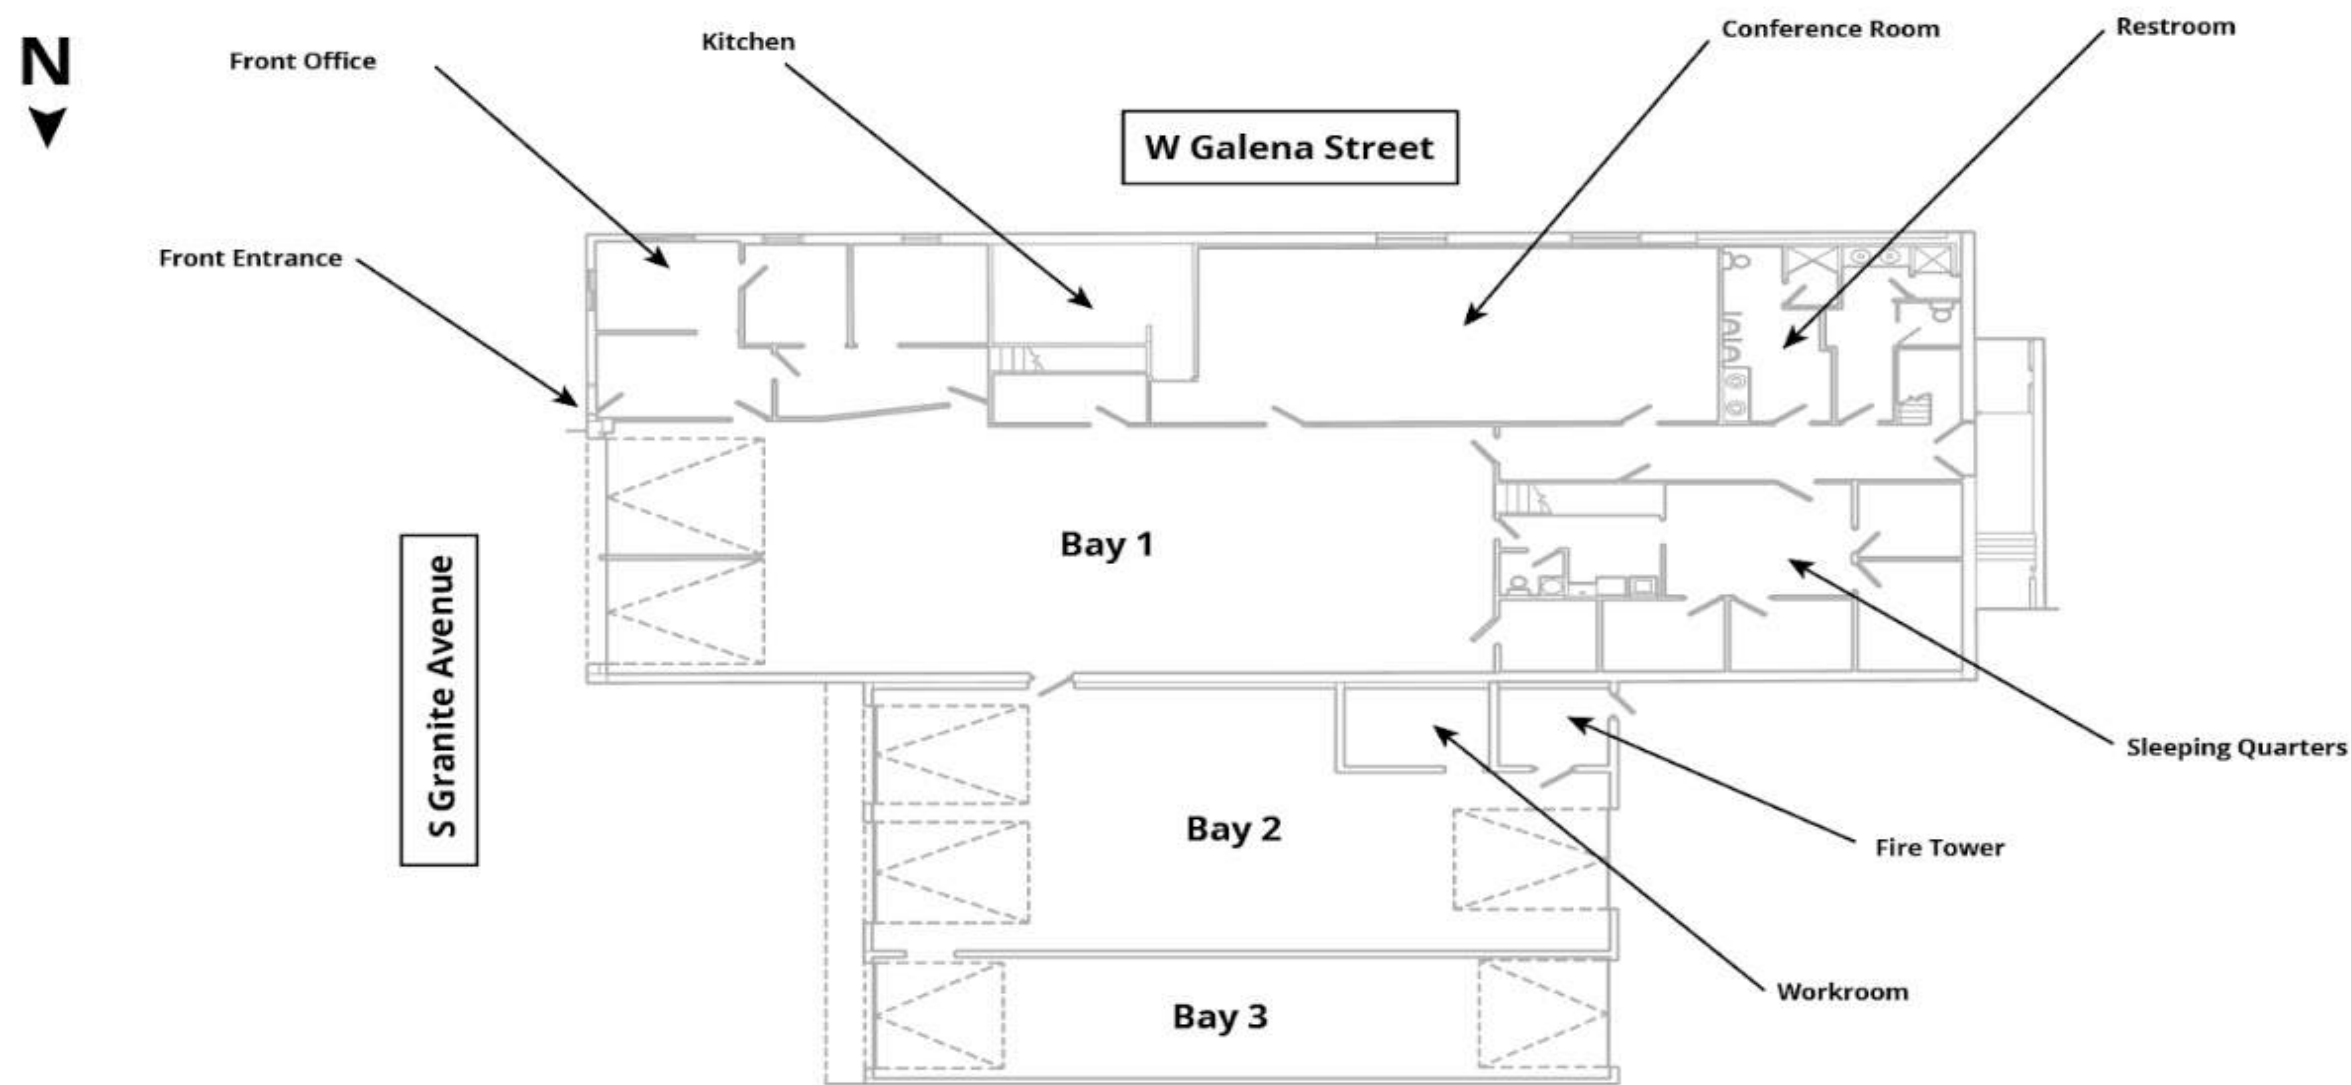 N
Front Office
Kitchen
Conference Room
Restroom
W Galena Street
Front Entrance
Bay 1
S Granite Avenue
Sleeping Quarters
Bay 2
Fire Tower
Workroom
Bay 3